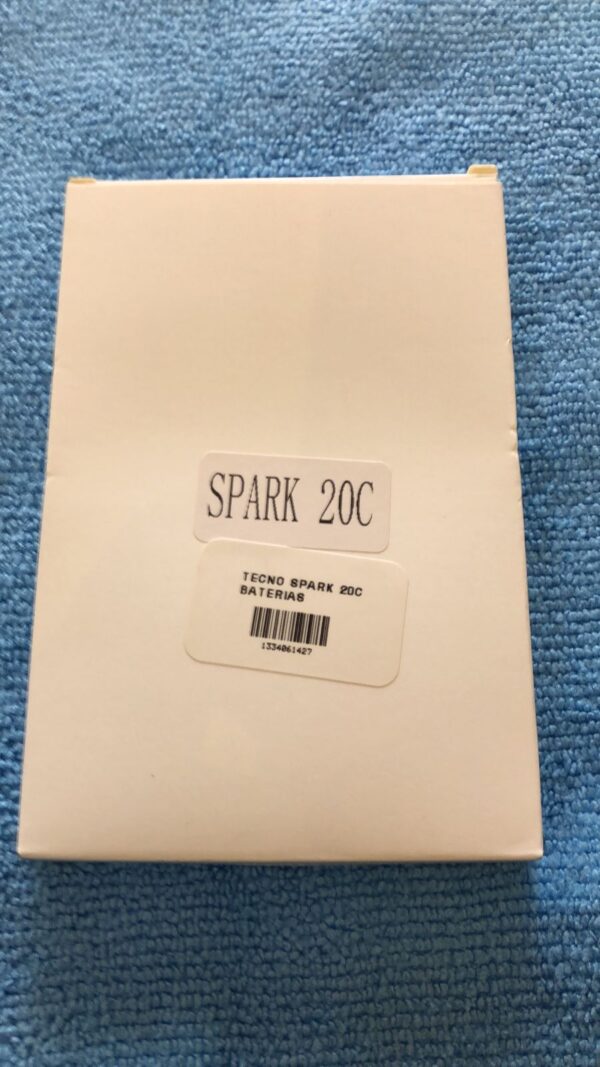 SPARK 20C
TECNO SPARK 20C
BATERIAS
1334061427